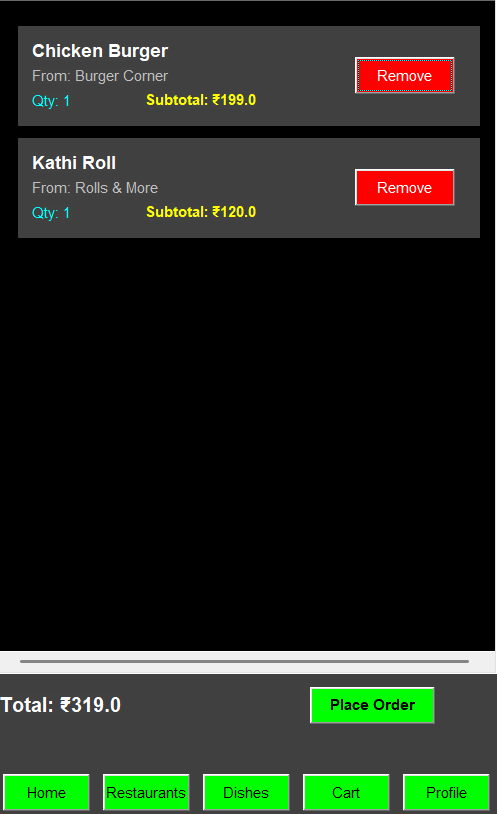 Chicken Burger
From: Burger Corner
Qty: 1 Subtotal: ₹199.0
Remove
Kathi Roll
From: Rolls & More
Qty: 1 Subtotal: ₹120.0
Remove
Total: ₹319.0 Place Order
Home Restaurants Dishes Cart Profile